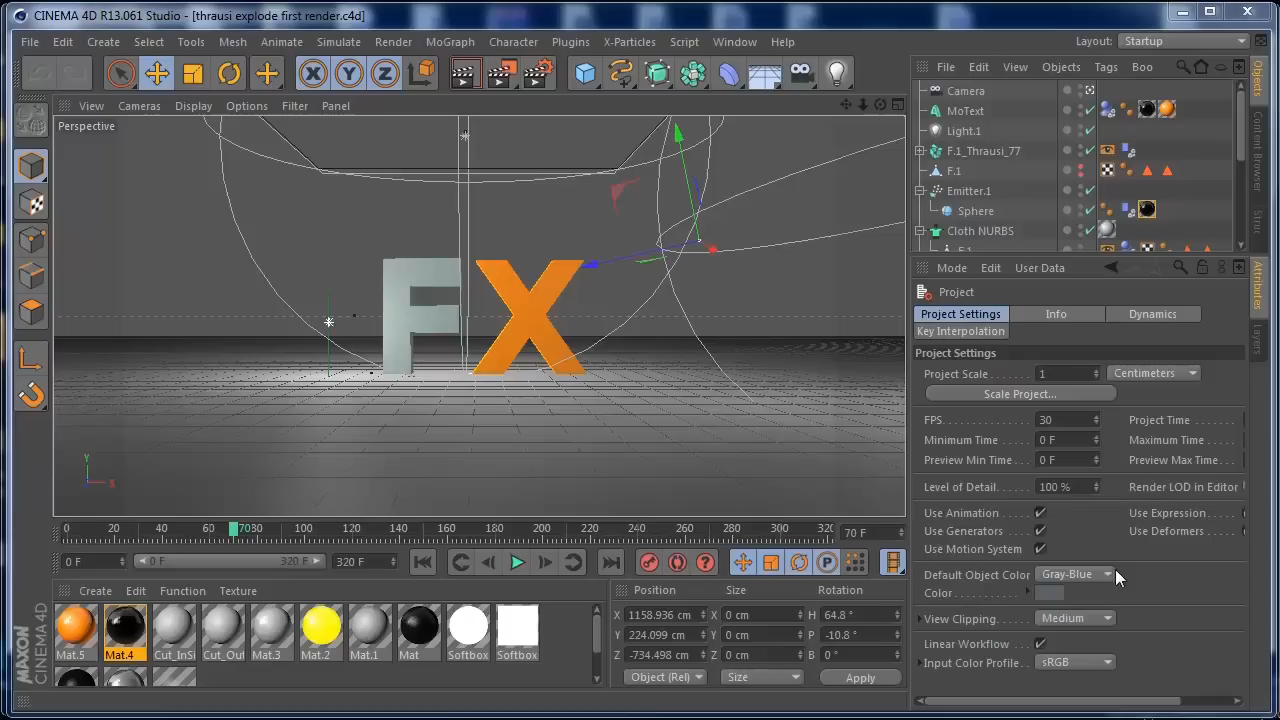 CINEMA 4D R13.061 Studio - [thrausi explode first render.c4d]
File Edit Create Select Tools Mesh Animate Simulate Render MoGraph Character Plugins X-Particles Script Window Help Layout: Startup
View Cameras Display Options Filter Panel
Perspective
F X
Y
X
0 20 40 60 7080 100 120 140 160 180 200 220 240 260 280 300 320 70 F
0 F 0 F 320 F 320 F
Create Edit Function Texture
Mat.5 Mat.4 Cut_InSi Cut_Out Mat.3 Mat.2 Mat.1 Mat Softbox Softbox
MAXON
CINEMA 4D
Position Size Rotation
X 1158.936 cm X 0 cm H 64.8 °
Y 224.099 cm Y 0 cm P -10.8 °
Z -734.498 cm Z 0 cm B 0 °
Object (Rel) Size Apply
File Edit View Objects Tags Boo
Camera
MoText
Light.1
F.1_Thrausi_77
F.1
Emitter.1
Sphere
Cloth NURBS
Objects
Content Browser
Struc
Mode Edit User Data
Project
Project Settings Info Dynamics
Key Interpolation
Project Settings
Project Scale 1 Centimeters
Scale Project...
FPS 30 Project Time
Minimum Time 0 F Maximum Time
Preview Min Time 0 F Preview Max Time
Level of Detail 100 % Render LOD in Editor
Use Animation Use Expression
Use Generators Use Deformers
Use Motion System
Default Object Color Gray-Blue
Color
View Clipping Medium
Linear Workflow
Input Color Profile sRGB
Attributes
Layers